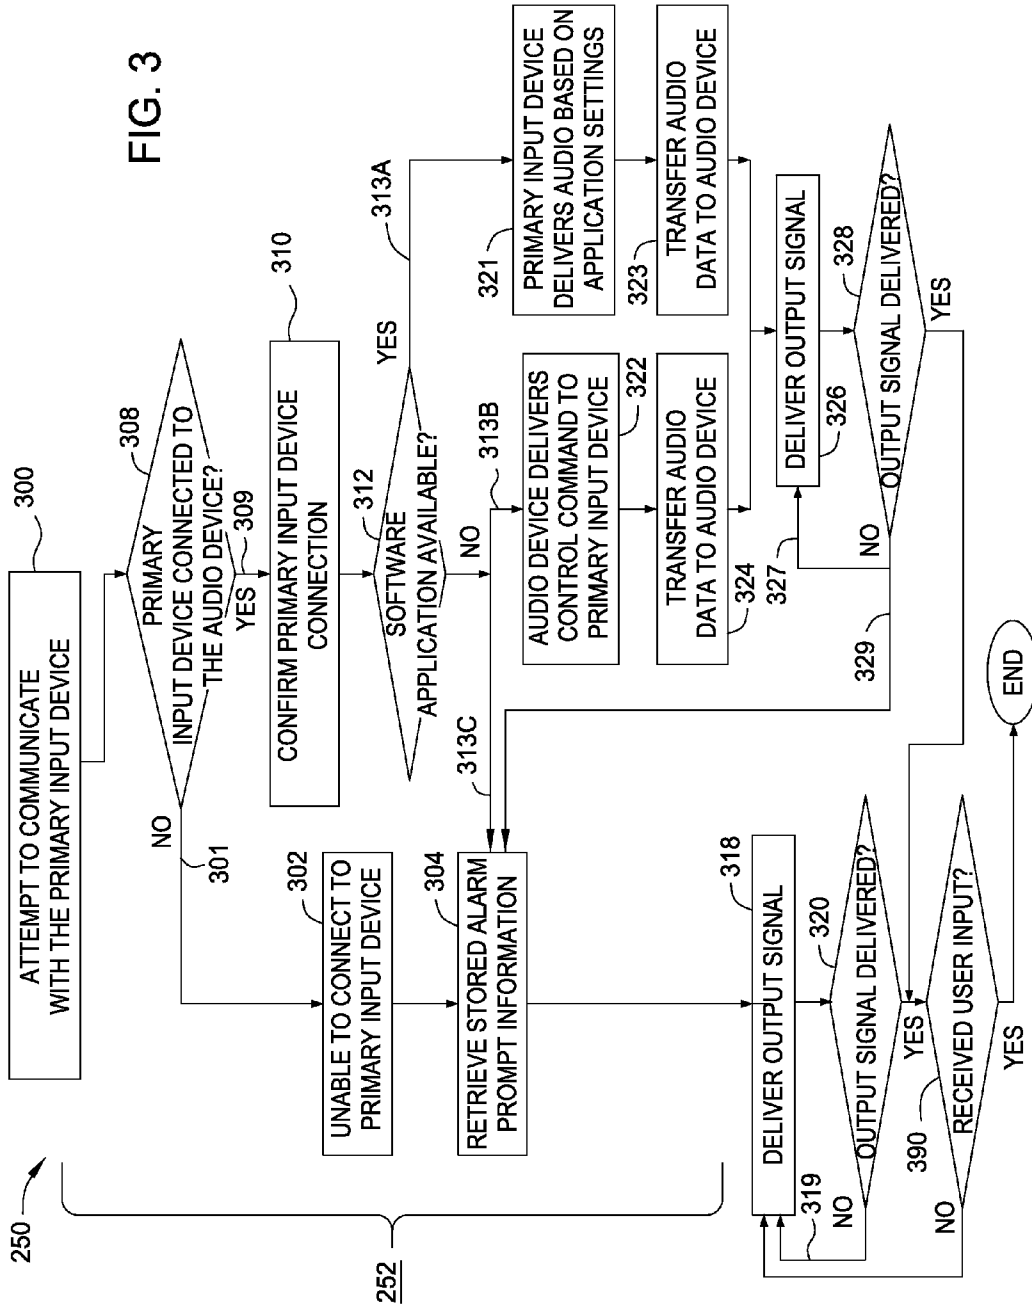 FIG. 3
250
252
300
ATTEMPT TO COMMUNICATE
WITH THE PRIMARY INPUT DEVICE
308
PRIMARY
INPUT DEVICE CONNECTED TO
THE AUDIO DEVICE?
NO
301
YES
309
310
CONFIRM PRIMARY INPUT DEVICE
CONNECTION
302
UNABLE TO CONNECT TO
PRIMARY INPUT DEVICE
312
SOFTWARE
APPLICATION AVAILABLE?
YES
313A
NO
313B
313C
304
RETRIEVE STORED ALARM
PROMPT INFORMATION
AUDIO DEVICE DELIVERS
CONTROL COMMAND TO
PRIMARY INPUT DEVICE
322
321
PRIMARY INPUT DEVICE
DELIVERS AUDIO BASED ON
APPLICATION SETTINGS
324
TRANSFER AUDIO
DATA TO AUDIO DEVICE
323
TRANSFER AUDIO
DATA TO AUDIO DEVICE
318
DELIVER OUTPUT SIGNAL
327
DELIVER OUTPUT SIGNAL
326
319
NO
320
OUTPUT SIGNAL DELIVERED?
YES
329
NO
OUTPUT SIGNAL DELIVERED?
328
YES
390
RECEIVED USER INPUT?
NO
YES
END